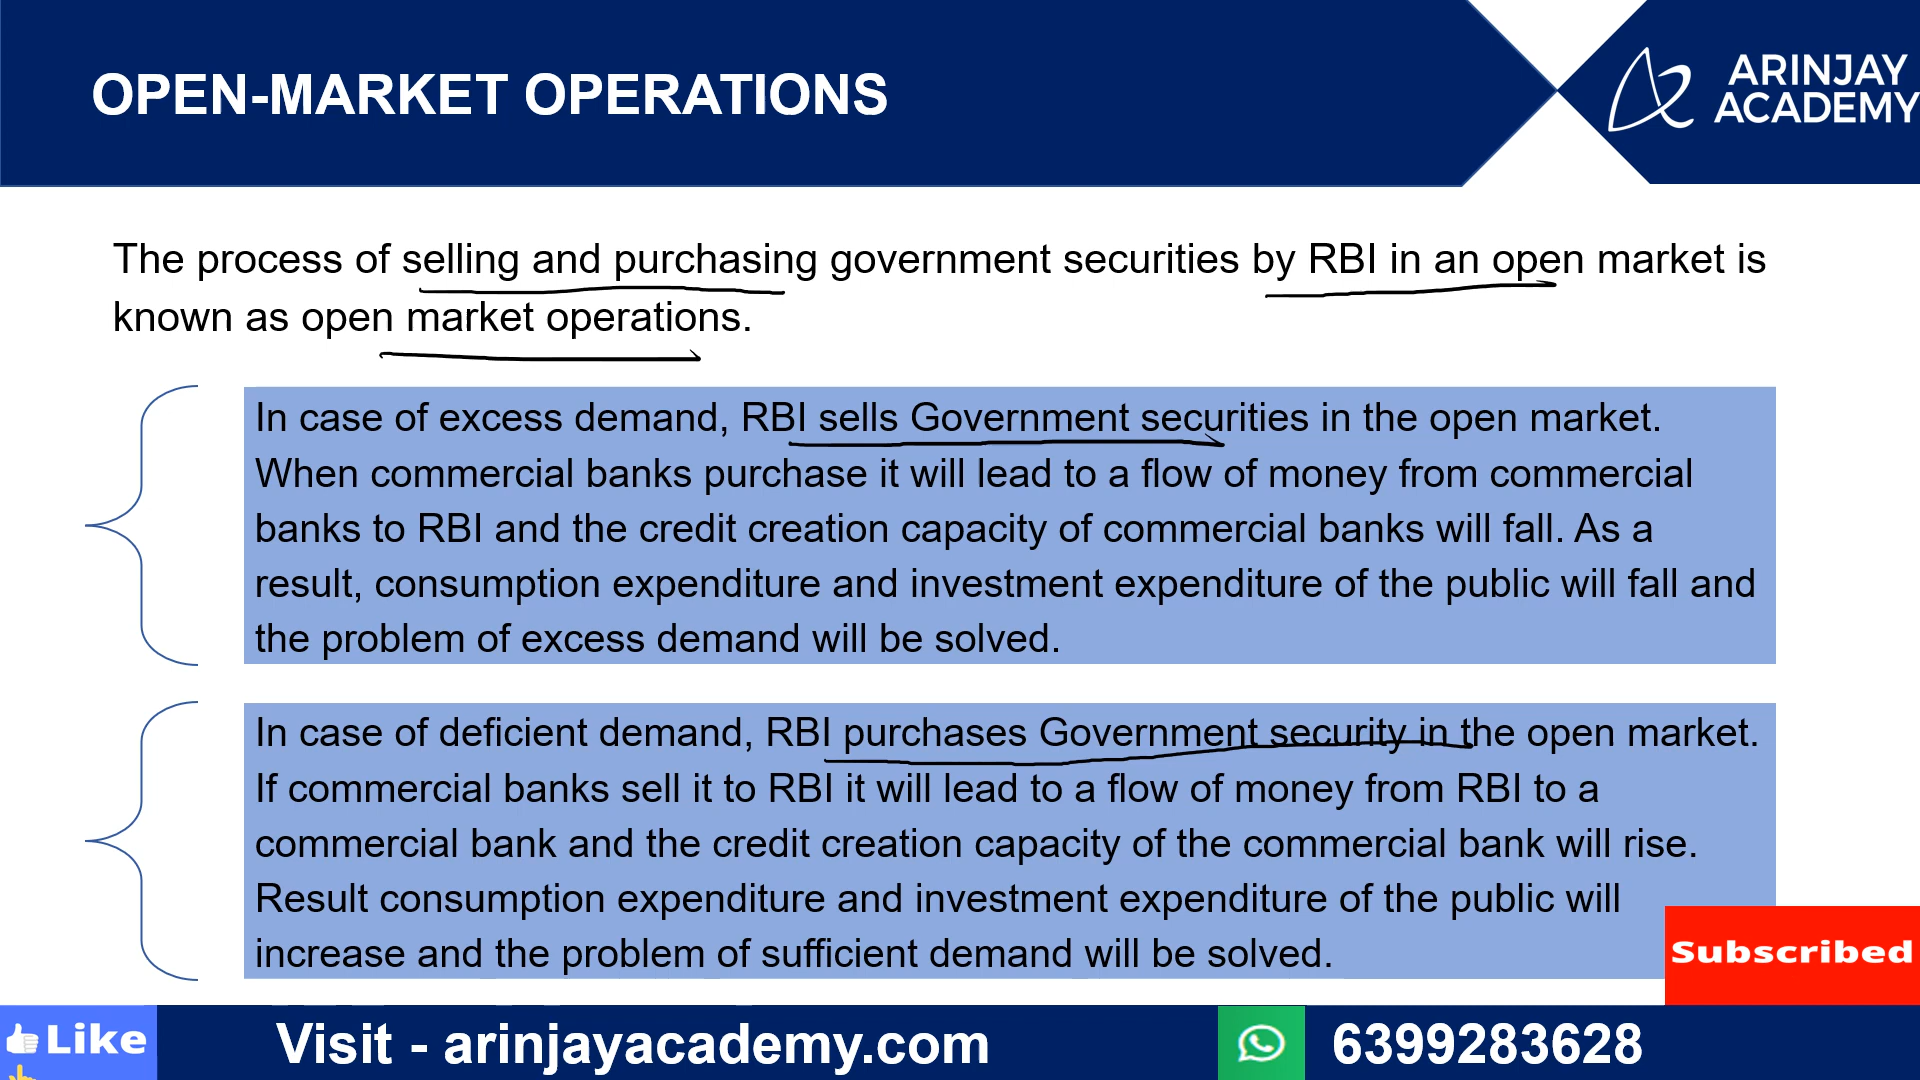 OPEN-MARKET OPERATIONS
ARINJAY
ACADEMY
The process of selling and purchasing government securities by RBI in an open market is
known as open market operations.
In case of excess demand, RBI sells Government securities in the open market.
When commercial banks purchase it will lead to a flow of money from commercial
banks to RBI and the credit creation capacity of commercial banks will fall. As a
result, consumption expenditure and investment expenditure of the public will fall and
the problem of excess demand will be solved.
In case of deficient demand, RBI purchases Government security in the open market.
If commercial banks sell it to RBI it will lead to a flow of money from RBI to a
commercial bank and the credit creation capacity of the commercial bank will rise.
Result consumption expenditure and investment expenditure of the public will
increase and the problem of sufficient demand will be solved.
Subscribed
Like
Visit - arinjayacademy.com
6399283628